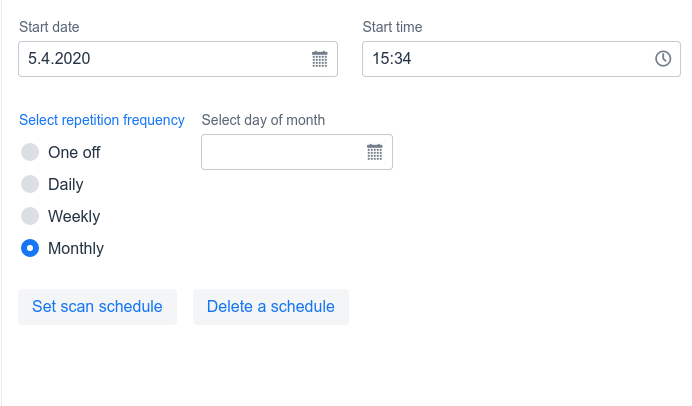 Start date
Start time
5.4.2020
15:34
Select repetition frequency
Select day of month
One off
Daily
Weekly
Monthly
Set scan schedule
Delete a schedule